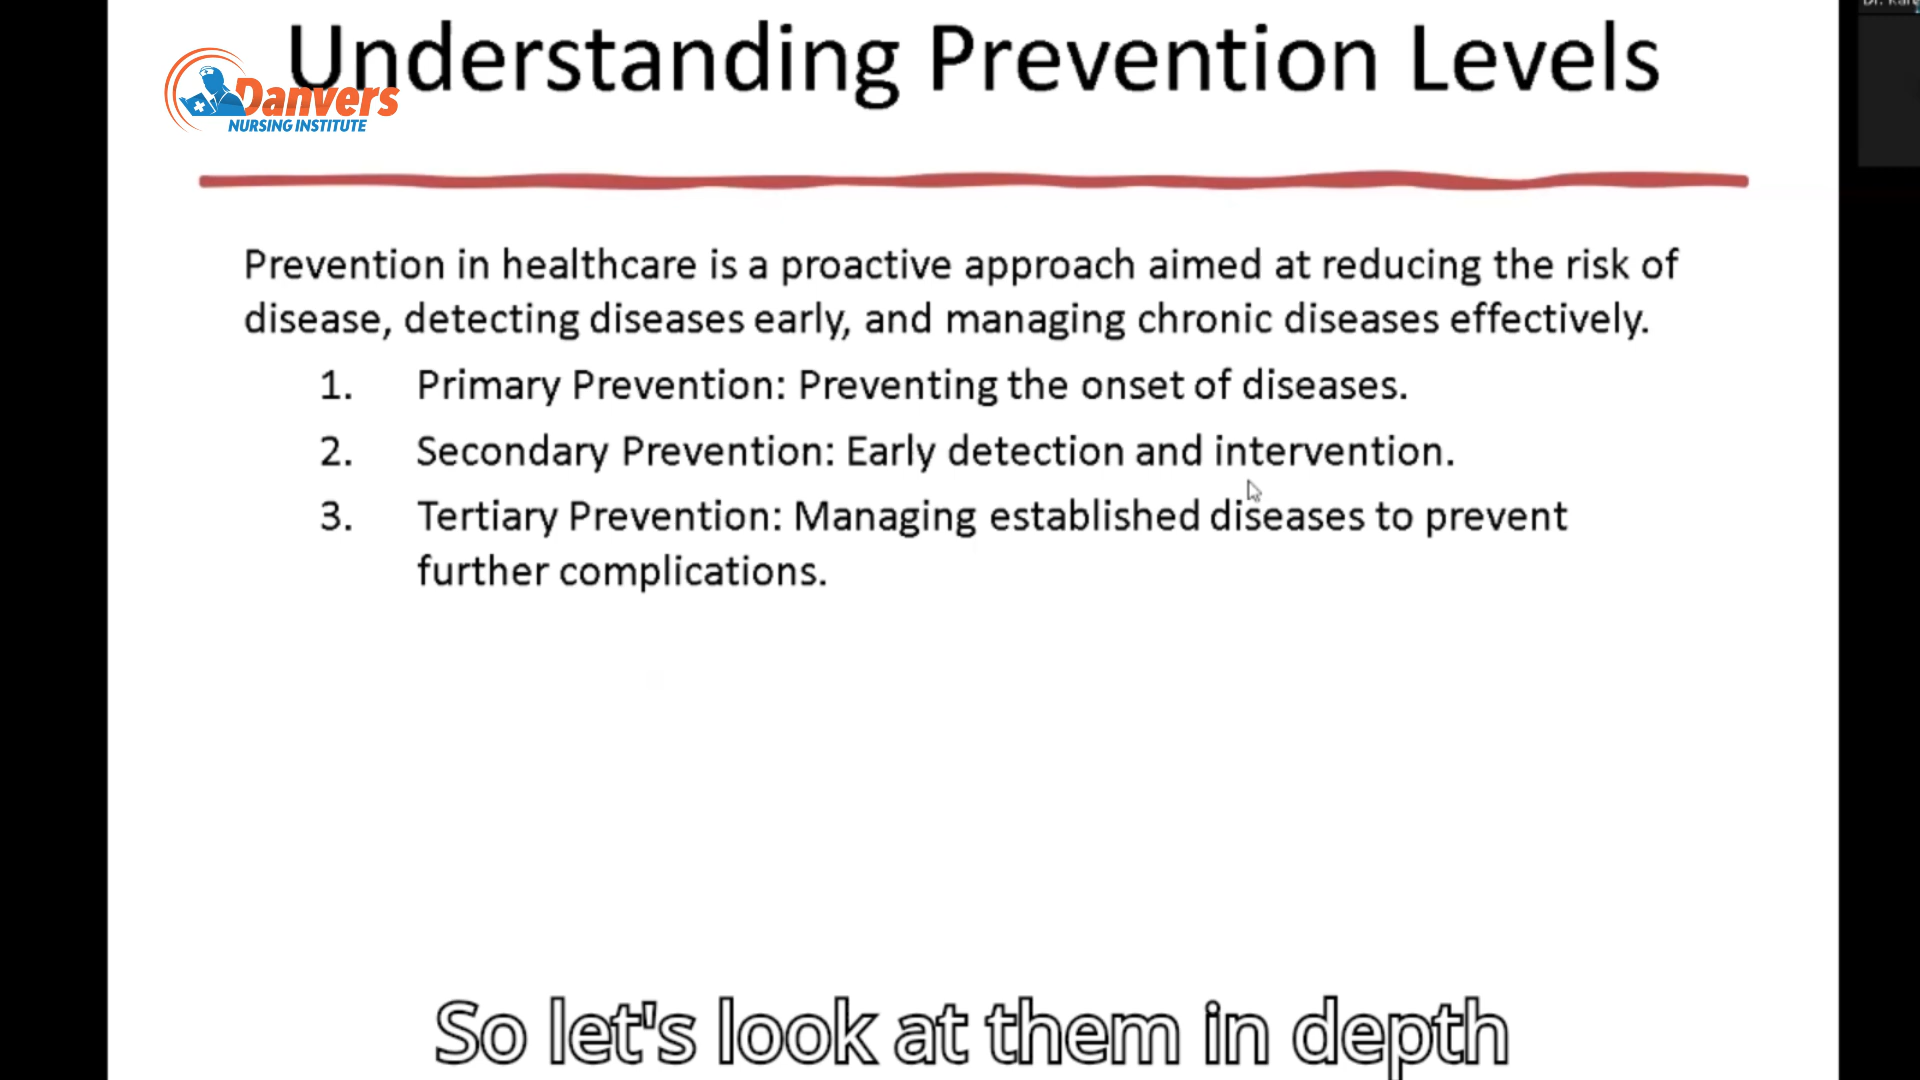 Understanding Prevention Levels
Danvers
NURSING INSTITUTE
Prevention in healthcare is a proactive approach aimed at reducing the risk of
disease, detecting diseases early, and managing chronic diseases effectively.
1. Primary Prevention: Preventing the onset of diseases.
2. Secondary Prevention: Early detection and intervention.
3. Tertiary Prevention: Managing established diseases to prevent
further complications.
So let's look at them in depth